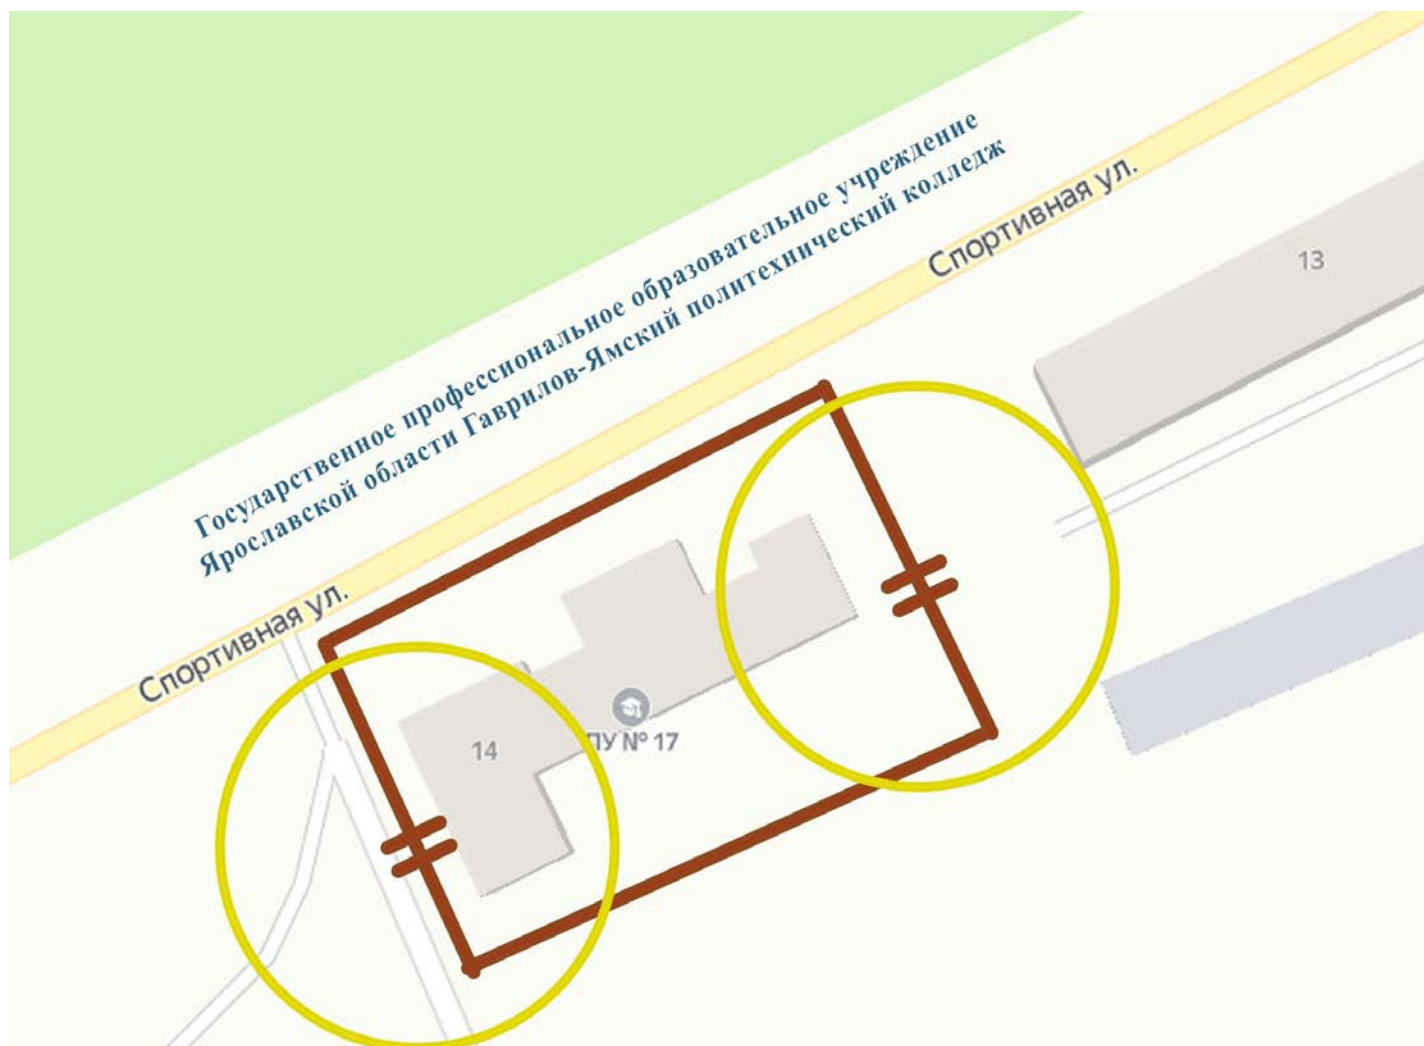 Государственное профессиональное образовательное учреждение
Ярославской области Гаврилов-Ямский политехнический колледж
Спортивная ул.
13
Спортивная ул.
14
ПУ № 17